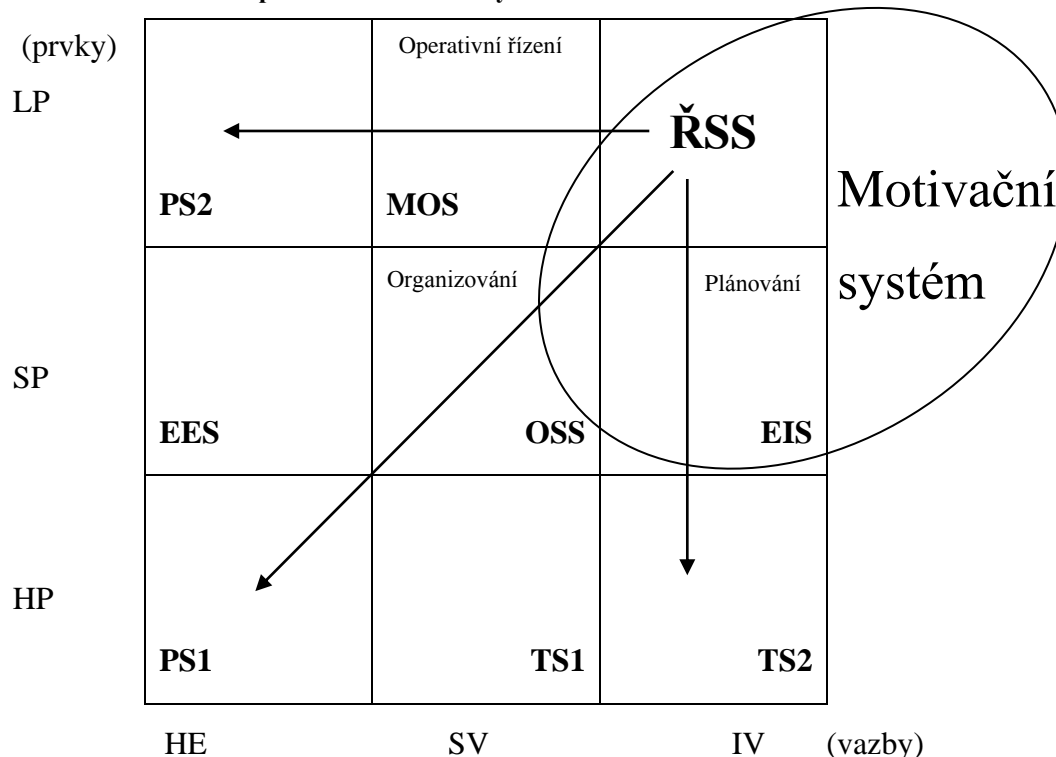 (prvky)
Operativní řízení
LP
ŘSS
PS2
MOS
Motivační
systém
Organizování
Plánování
SP
EES
OSS
EIS
HP
PS1
TS1
TS2
HE
SV
IV
(vazby)